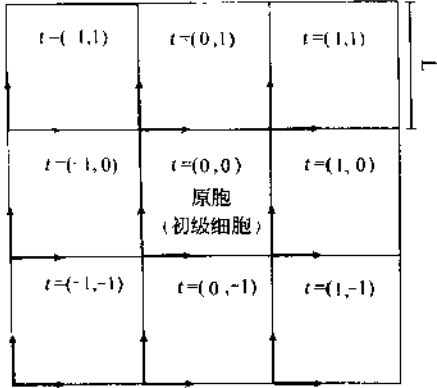 t=(-1,1) t=(0,1) t=(1,1)
L
t=(-1,0) t=(0,0) t=(1,0)
原胞
(初级细胞)
t=(-1,-1) t=(0,-1) t=(1,-1)